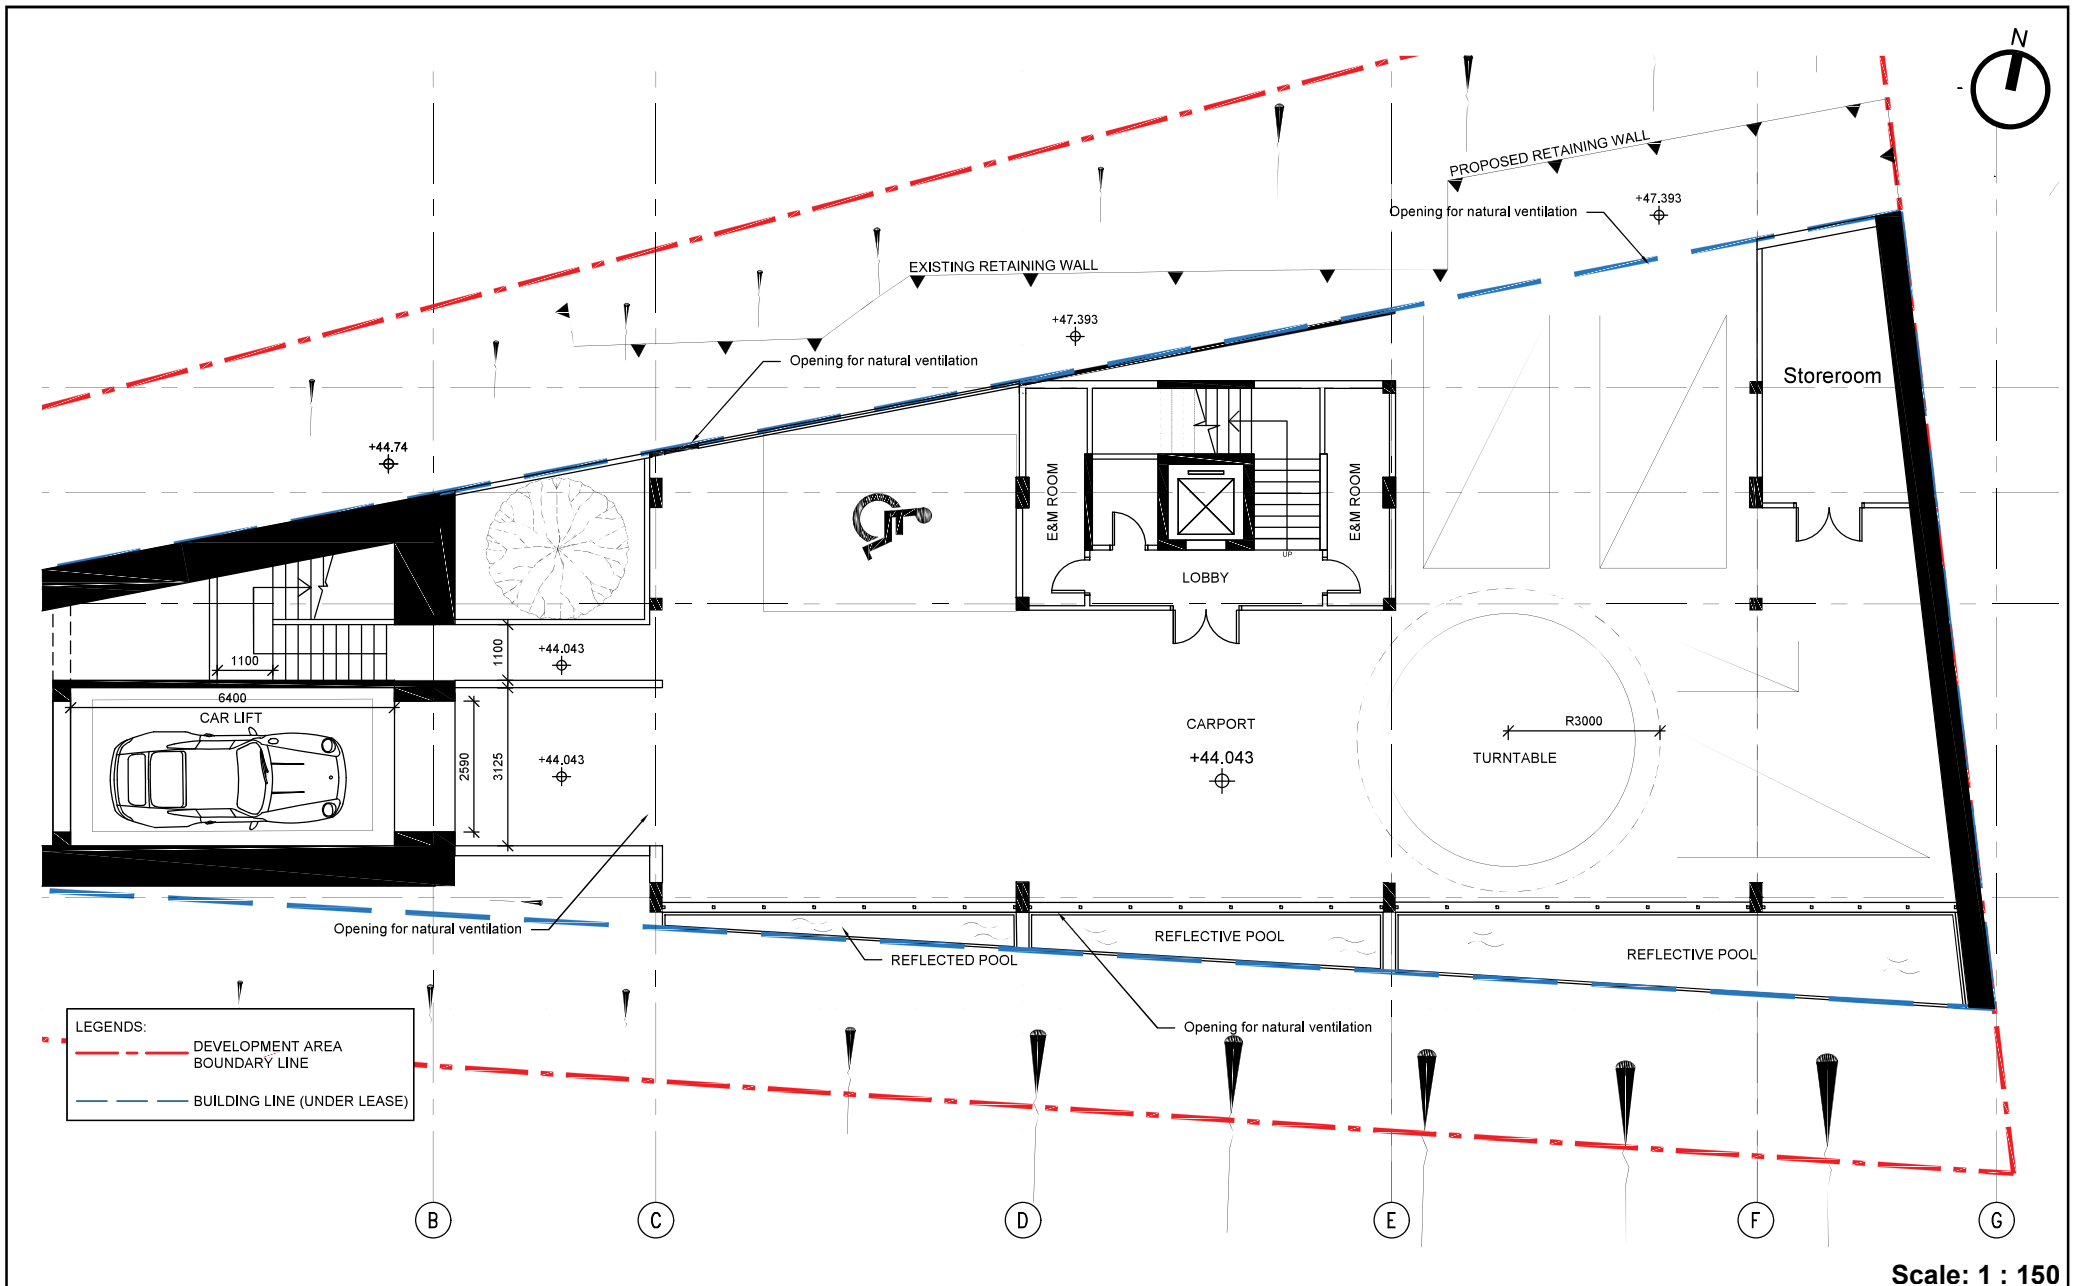 N
PROPOSED RETAINING WALL
+47.393
Opening for natural ventilation
EXISTING RETAINING WALL
+47.393
Opening for natural ventilation
Storeroom
+44.74
E&M ROOM
E&M ROOM
UP
LOBBY
1100
1100
+44.043
6400
CAR LIFT
CARPORT
R3000
+44.043
TURNTABLE
2590
3125
+44.043
Opening for natural ventilation
REFLECTED POOL
REFLECTIVE POOL
REFLECTIVE POOL
Opening for natural ventilation
LEGENDS:
DEVELOPMENT AREA
BOUNDARY LINE
BUILDING LINE (UNDER LEASE)
B
C
D
E
F
G
Scale: 1 : 150